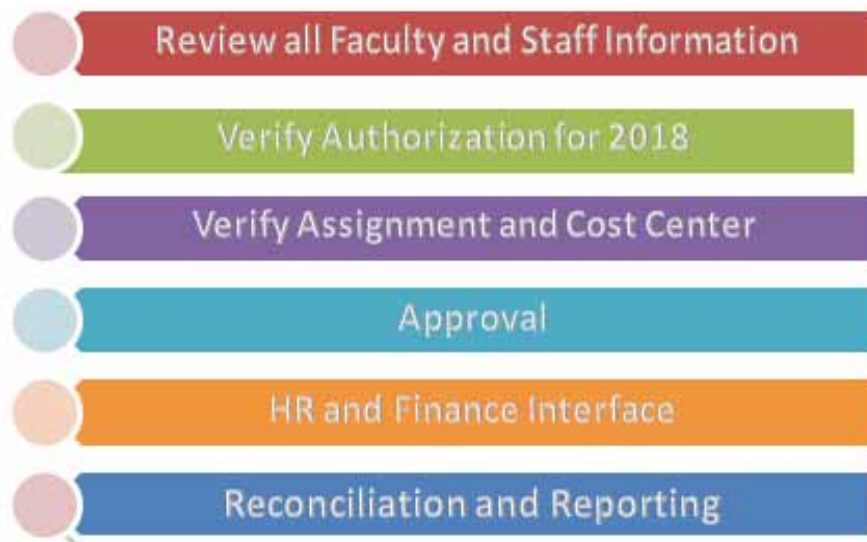 Review all Faculty and Staff Information
Verify Authorization for 2018
Verify Assignment and Cost Center
Approval
HR and Finance Interface
Reconciliation and Reporting